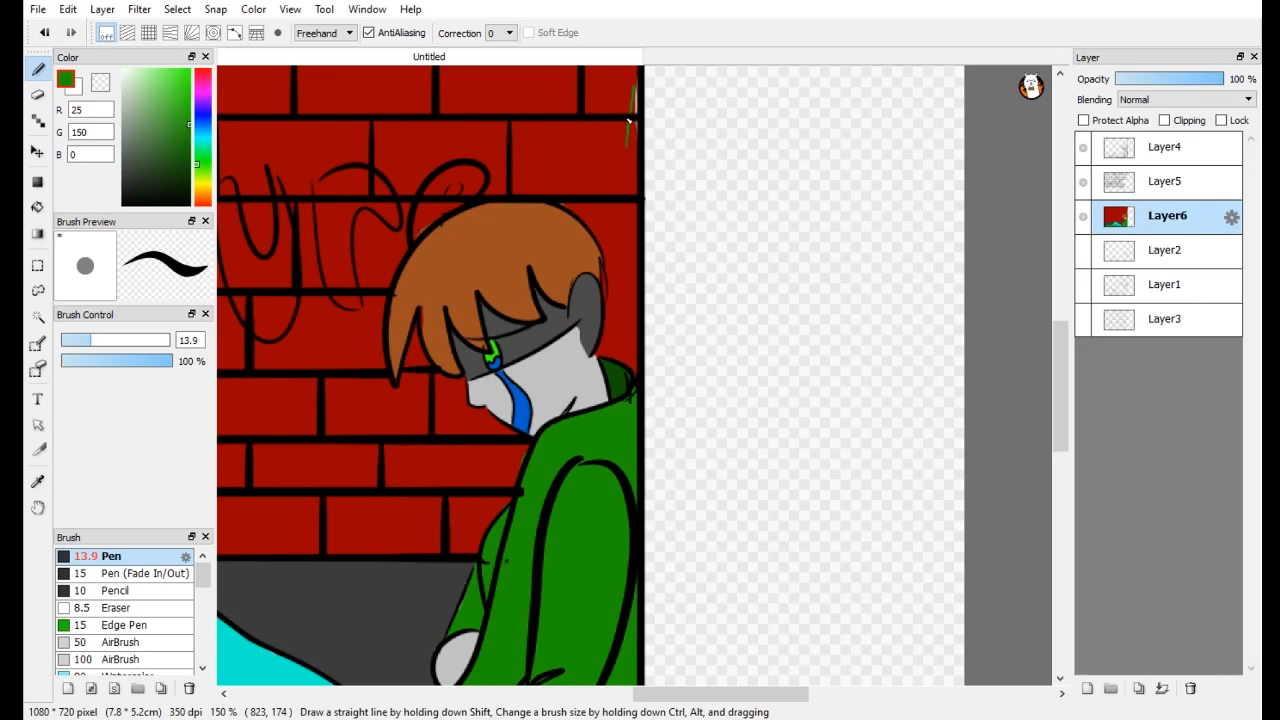 File Edit Layer Filter Select Snap Color View Tool Window Help
off Freehand AntiAliasing Correction 0 Soft Edge
Color
R 25
G 150
B 0
Brush Preview
*
Brush Control
13.9
100 %
Brush
13.9 Pen
15 Pen (Fade In/Out)
10 Pencil
8.5 Eraser
15 Edge Pen
50 AirBrush
100 AirBrush
Untitled
Layer
Opacity 100 %
Blending Normal
Protect Alpha Clipping Lock
Layer4
Layer5
Layer6
Layer2
Layer1
Layer3
1080 * 720 pixel (7.8 * 5.2cm) 350 dpi 150 % ( 823, 174 ) Draw a straight line by holding down Shift, Change a brush size by holding down Ctrl, Alt, and dragging